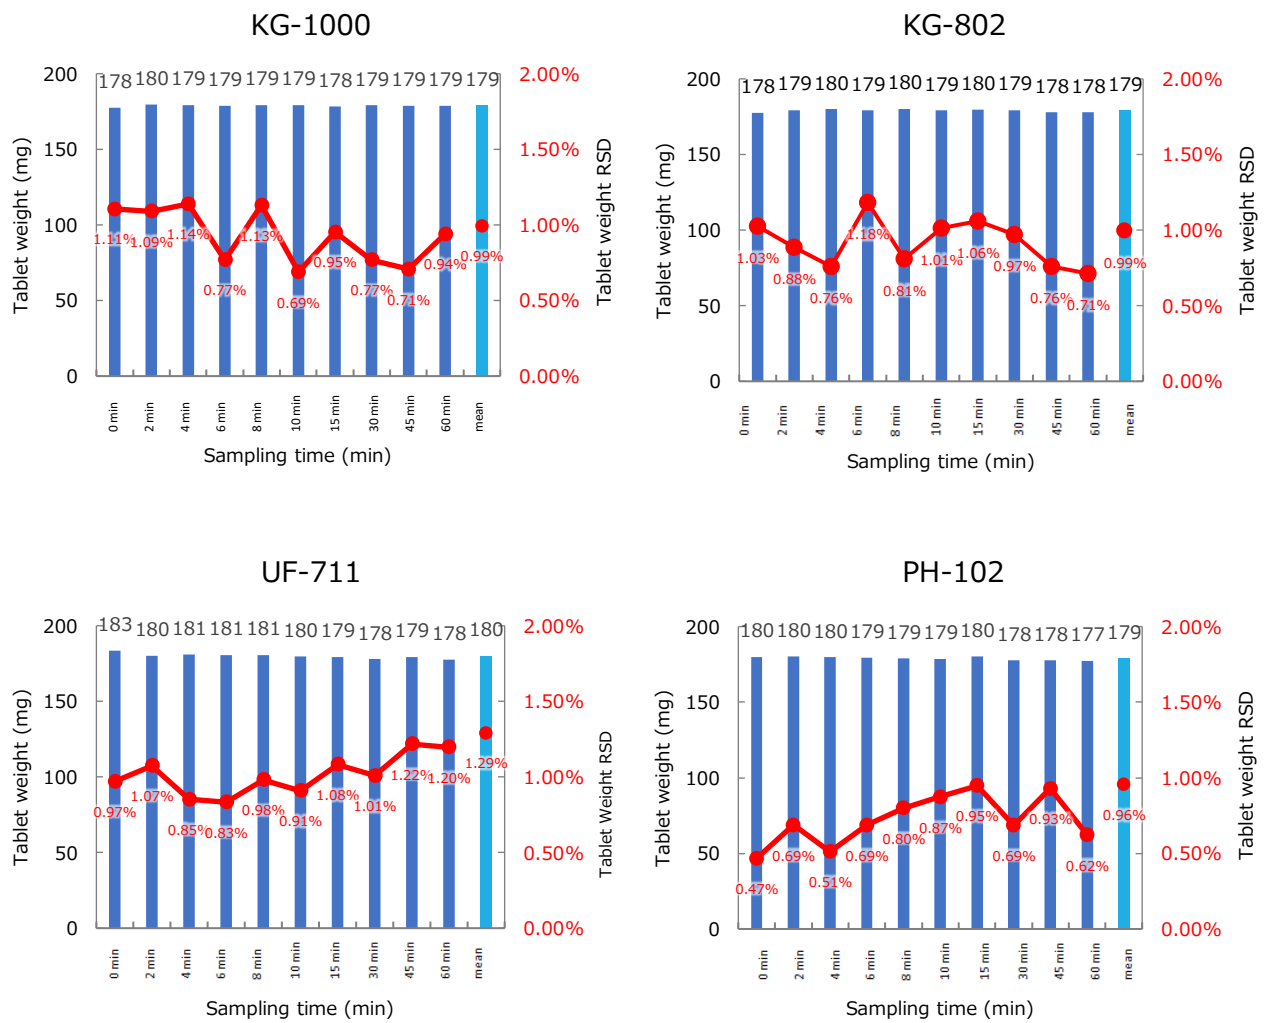 KG-1000
178 180 179 179 179 179 178 179 179 179 179
200 150 100 50 0
Tablet weight (mg)
1.11% 1.09% 1.14% 0.77% 1.13% 0.69% 0.95% 0.77% 0.71% 0.94% 0.99%
2.00% 1.50% 1.00% 0.50% 0.00%
Tablet weight RSD
0 min 2 min 4 min 6 min 8 min 10 min 15 min 30 min 45 min 60 min mean
Sampling time (min)
KG-802
178 179 180 179 180 179 180 179 178 178 179
200 150 100 50 0
Tablet weight (mg)
1.03% 0.88% 0.76% 1.18% 0.81% 1.01% 1.06% 0.97% 0.76% 0.71% 0.99%
2.00% 1.50% 1.00% 0.50% 0.00%
Tablet weight RSD
0 min 2 min 4 min 6 min 8 min 10 min 15 min 30 min 45 min 60 min mean
Sampling time (min)
UF-711
183 180 181 181 181 180 179 178 179 178 180
200 150 100 50 0
Tablet weight (mg)
0.97% 1.07% 0.85% 0.83% 0.98% 0.91% 1.08% 1.01% 1.22% 1.20% 1.29%
2.00% 1.50% 1.00% 0.50% 0.00%
Tablet Weight RSD
0 min 2 min 4 min 6 min 8 min 10 min 15 min 30 min 45 min 60 min mean
Sampling time (min)
PH-102
180 180 180 179 179 179 180 178 178 177 179
200 150 100 50 0
Tablet weight (mg)
0.47% 0.69% 0.51% 0.69% 0.80% 0.87% 0.95% 0.69% 0.93% 0.62% 0.96%
2.00% 1.50% 1.00% 0.50% 0.00%
Tablet weight RSD
0 min 2 min 4 min 6 min 8 min 10 min 15 min 30 min 45 min 60 min mean
Sampling time (min)